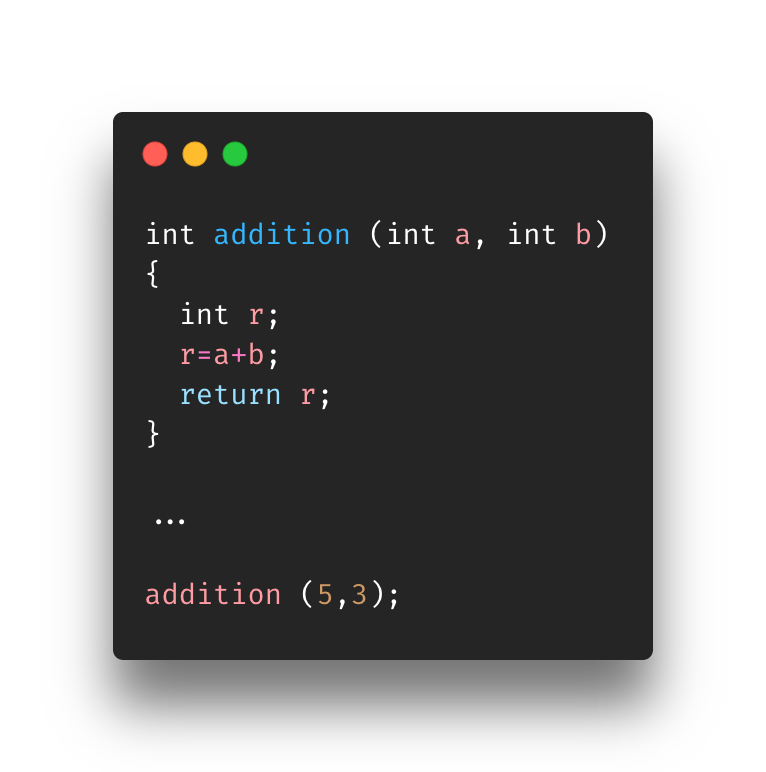 int addition (int a, int b)
{
  int r;
  r=a+b;
  return r;
}
...
addition (5,3);